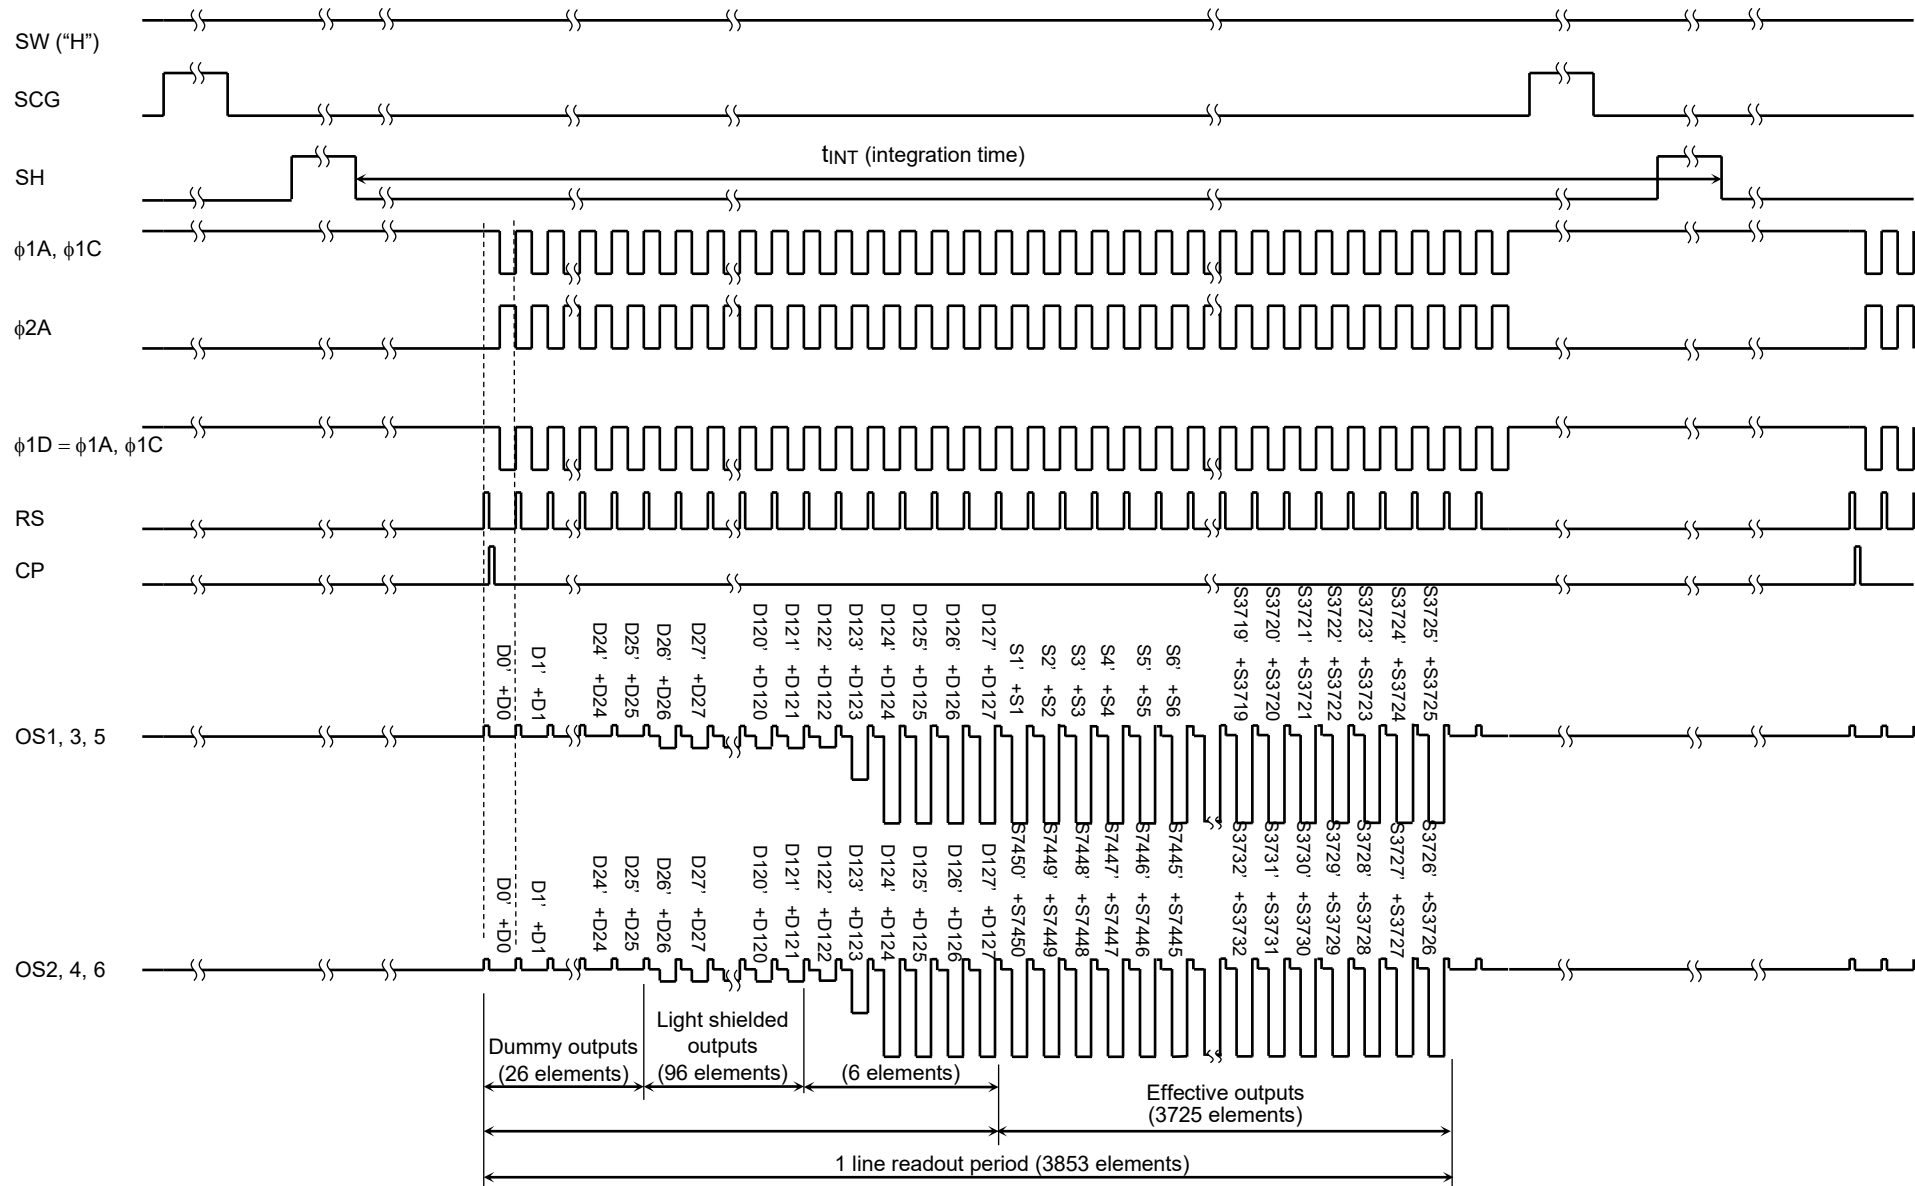 SW (“H”)
SCG
tINT (integration time)
SH
ϕ1A, ϕ1C
ϕ2A
ϕ1D = ϕ1A, ϕ1C
RS
CP
D0’ +D0
D1’ +D1
D24’ +D24
D25’ +D25
D26’ +D26
D27’ +D27
D120’ +D120
D121’ +D121
D122’ +D122
D123’ +D123
D124’ +D124
D125’ +D125
D126’ +D126
D127’ +D127
S1’ +S1
S2’ +S2
S3’ +S3
S4’ +S4
S5’ +S5
S6’ +S6
S3719’ +S3719
S3720’ +S3720
S3721’ +S3721
S3722’ +S3722
S3723’ +S3723
S3724’ +S3724
S3725’ +S3725
OS1, 3, 5
D0’ +D0
D1’ +D1
D24’ +D24
D25’ +D25
D26’ +D26
D27’ +D27
D120’ +D120
D121’ +D121
D122’ +D122
D123’ +D123
D124’ +D124
D125’ +D125
D126’ +D126
D127’ +D127
S7450’ +S7450
S7449’ +S7449
S7448’ +S7448
S7447’ +S7447
S7446’ +S7446
S7445’ +S7445
S3732’ +S3732
S3731’ +S3731
S3730’ +S3730
S3729’ +S3729
S3728’ +S3728
S3727’ +S3727
S3726’ +S3726
OS2, 4, 6
Dummy outputs
(26 elements)
Light shielded
outputs
(96 elements)
(6 elements)
Effective outputs
(3725 elements)
1 line readout period (3853 elements)